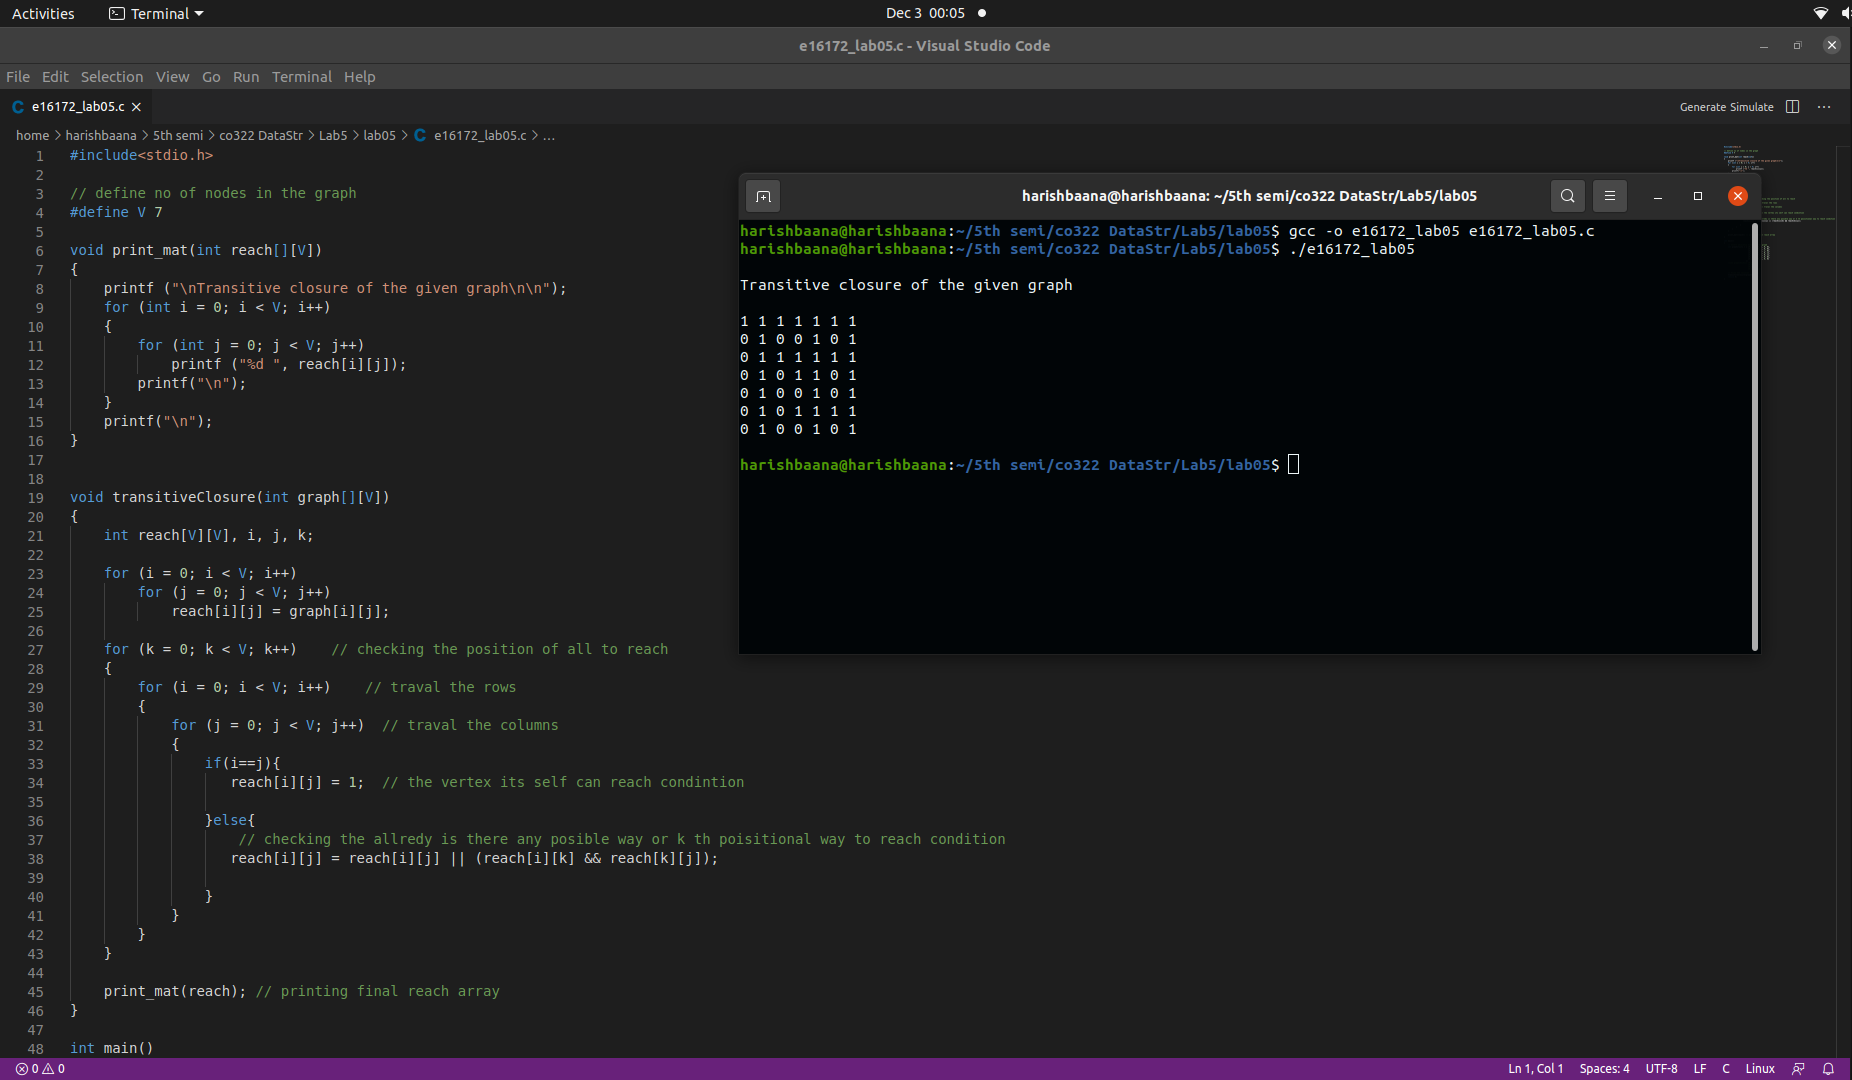 Activities Terminal Dec 3 00:05
e16172_lab05.c - Visual Studio Code
File Edit Selection View Go Run Terminal Help
e16172_lab05.c Generate Simulate
home > harishbaana > 5th semi > co322 DataStr > Lab5 > lab05 > C e16172_lab05.c > ...
1 #include<stdio.h>
2
3 // define no of nodes in the graph
4 #define V 7
5
6 void print_mat(int reach[][V])
7 {
8 printf ("\nTransitive closure of the given graph\n\n");
9 for (int i = 0; i < V; i++)
10 {
11 for (int j = 0; j < V; j++)
12 printf ("%d ", reach[i][j]);
13 printf("\n");
14 }
15 printf("\n");
16 }
17
18
19 void transitiveClosure(int graph[][V])
20 {
21 int reach[V][V], i, j, k;
22
23 for (i = 0; i < V; i++)
24 for (j = 0; j < V; j++)
25 reach[i][j] = graph[i][j];
26
27 for (k = 0; k < V; k++) // checking the position of all to reach
28 {
29 for (i = 0; i < V; i++) // traval the rows
30 {
31 for (j = 0; j < V; j++) // traval the columns
32 {
33 if(i==j){
34 reach[i][j] = 1; // the vertex its self can reach condintion
35
36 }else{
37 // checking the allredy is there any posible way or k th poisitional way to reach condition
38 reach[i][j] = reach[i][j] || (reach[i][k] && reach[k][j]);
39
40 }
41 }
42 }
43 }
44
45 print_mat(reach); // printing final reach array
46 }
47
48 int main()
harishbaana@harishbaana: ~/5th semi/co322 DataStr/Lab5/lab05
harishbaana@harishbaana:~/5th semi/co322 DataStr/Lab5/lab05$ gcc -o e16172_lab05 e16172_lab05.c
harishbaana@harishbaana:~/5th semi/co322 DataStr/Lab5/lab05$ ./e16172_lab05
Transitive closure of the given graph
1 1 1 1 1 1 1
0 1 0 0 1 0 1
0 1 1 1 1 1 1
0 1 0 1 1 0 1
0 1 0 0 1 0 1
0 1 0 1 1 1 1
0 1 0 0 1 0 1
harishbaana@harishbaana:~/5th semi/co322 DataStr/Lab5/lab05$
0 0 Ln 1, Col 1 Spaces: 4 UTF-8 LF C Linux